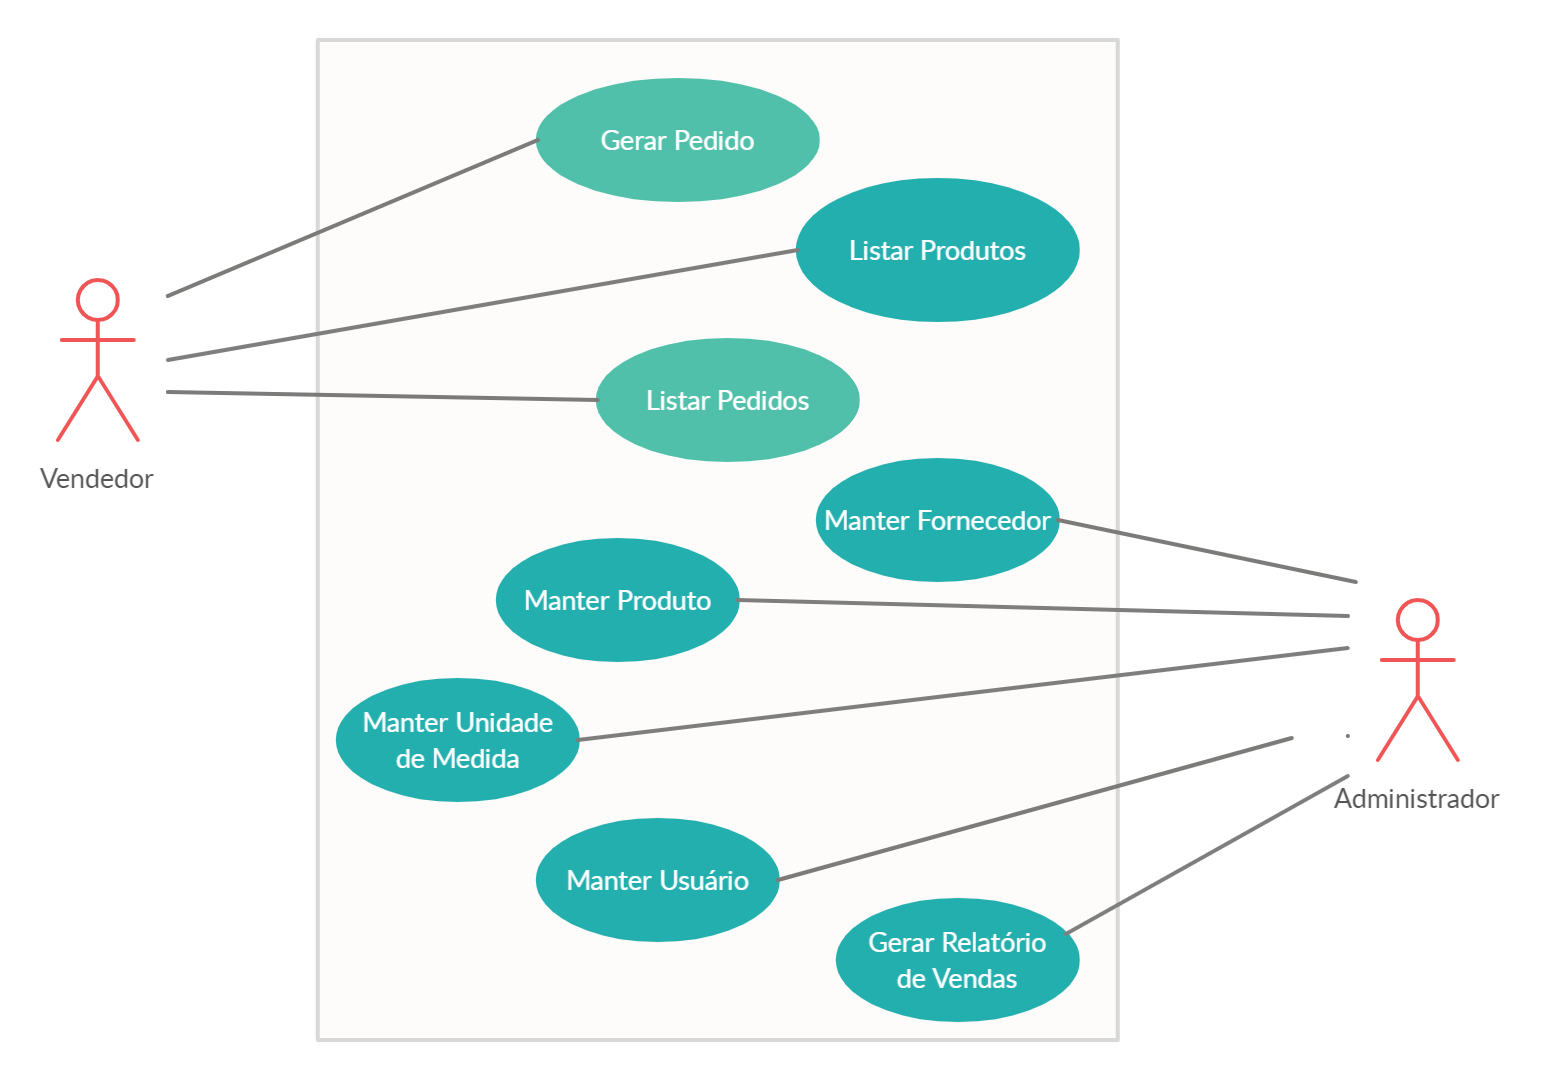 Gerar Pedido
Listar Produtos
Listar Pedidos
Vendedor
Manter Fornecedor
Manter Produto
Manter Unidade
de Medida
Administrador
Manter Usuário
Gerar Relatório
de Vendas